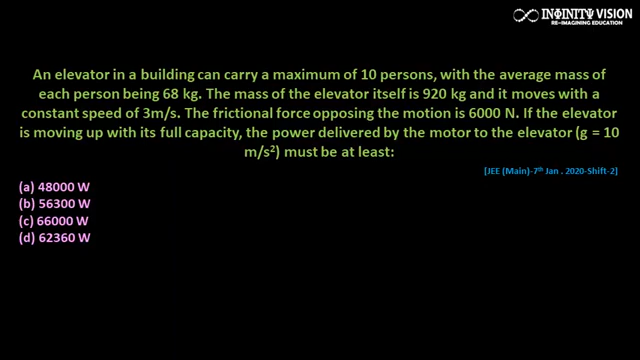 INFINITY VISION
RE-IMAGINING EDUCATION
An elevator in a building can carry a maximum of 10 persons, with the average mass of
each person being 68 kg. The mass of the elevator itself is 920 kg and it moves with a
constant speed of 3m/s. The frictional force opposing the motion is 6000 N. If the elevator
is moving up with its full capacity, the power delivered by the motor to the elevator (g = 10
m/s²) must be at least:
[JEE (Main)-7th Jan . 2020-Shift-2]
(a) 48000 W
(b) 56300 W
(c) 66000 W
(d) 62360 W